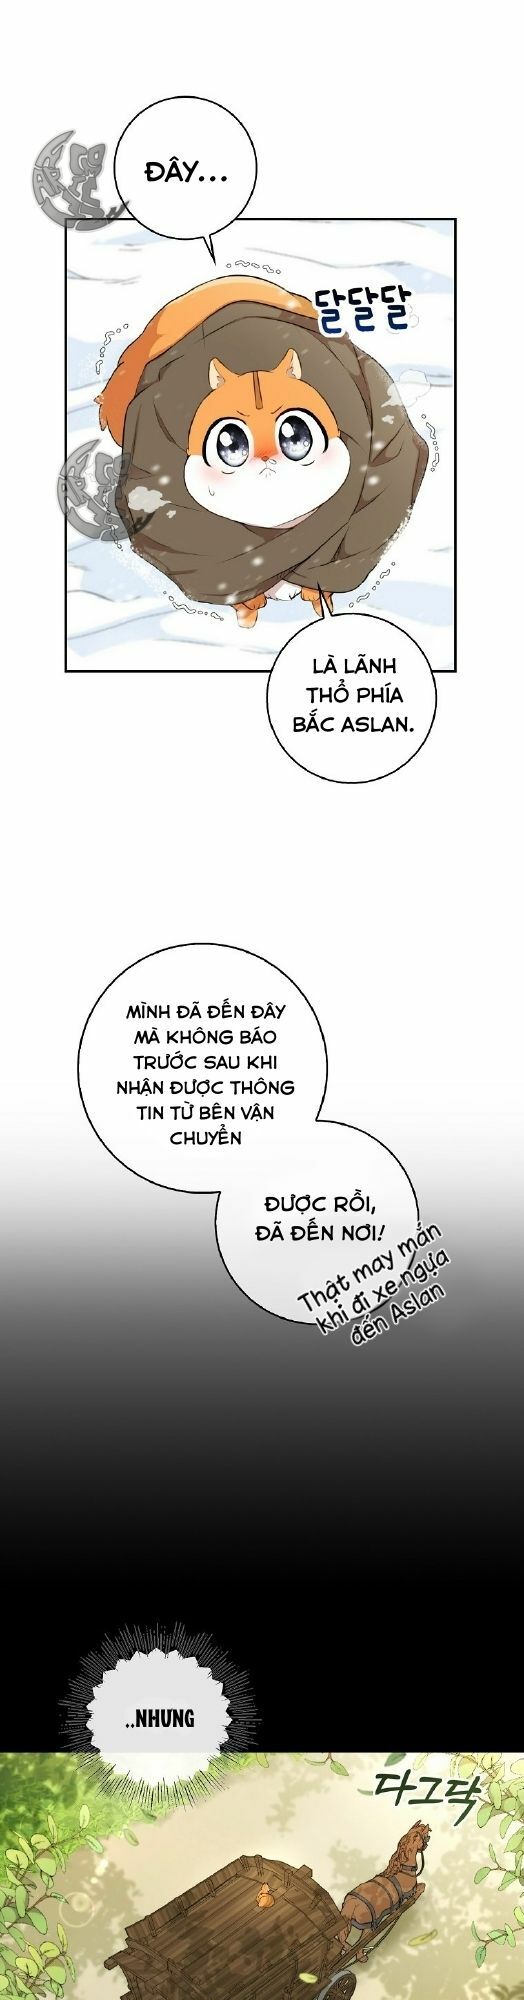 ĐÂY...
달달달
LÀ LÃNH
THỔ PHÍA
BẮC ASLAN.
MÌNH ĐÃ ĐẾN ĐÂY
MÀ KHÔNG BÁO
TRƯỚC SAU KHI
NHẬN ĐƯỢC THÔNG
TIN TỪ BÊN VẬN
CHUYỂN
ĐƯỢC RỒI,
ĐÃ ĐẾN NƠI!
Thật may mắn
khi đi xe ngựa
đến Aslan
..NHƯNG
다그닥